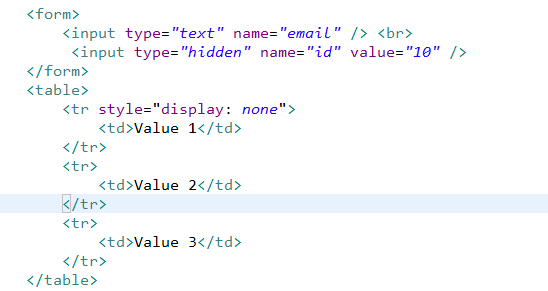 <form>
    <input type="text" name="email" /> <br>
     <input type="hidden" name="id" value="10" />
</form>
<table>
    <tr style="display: none">
        <td>Value 1</td>
    </tr>
    <tr>
        <td>Value 2</td>
    </tr>
    <tr>
        <td>Value 3</td>
    </tr>
</table>